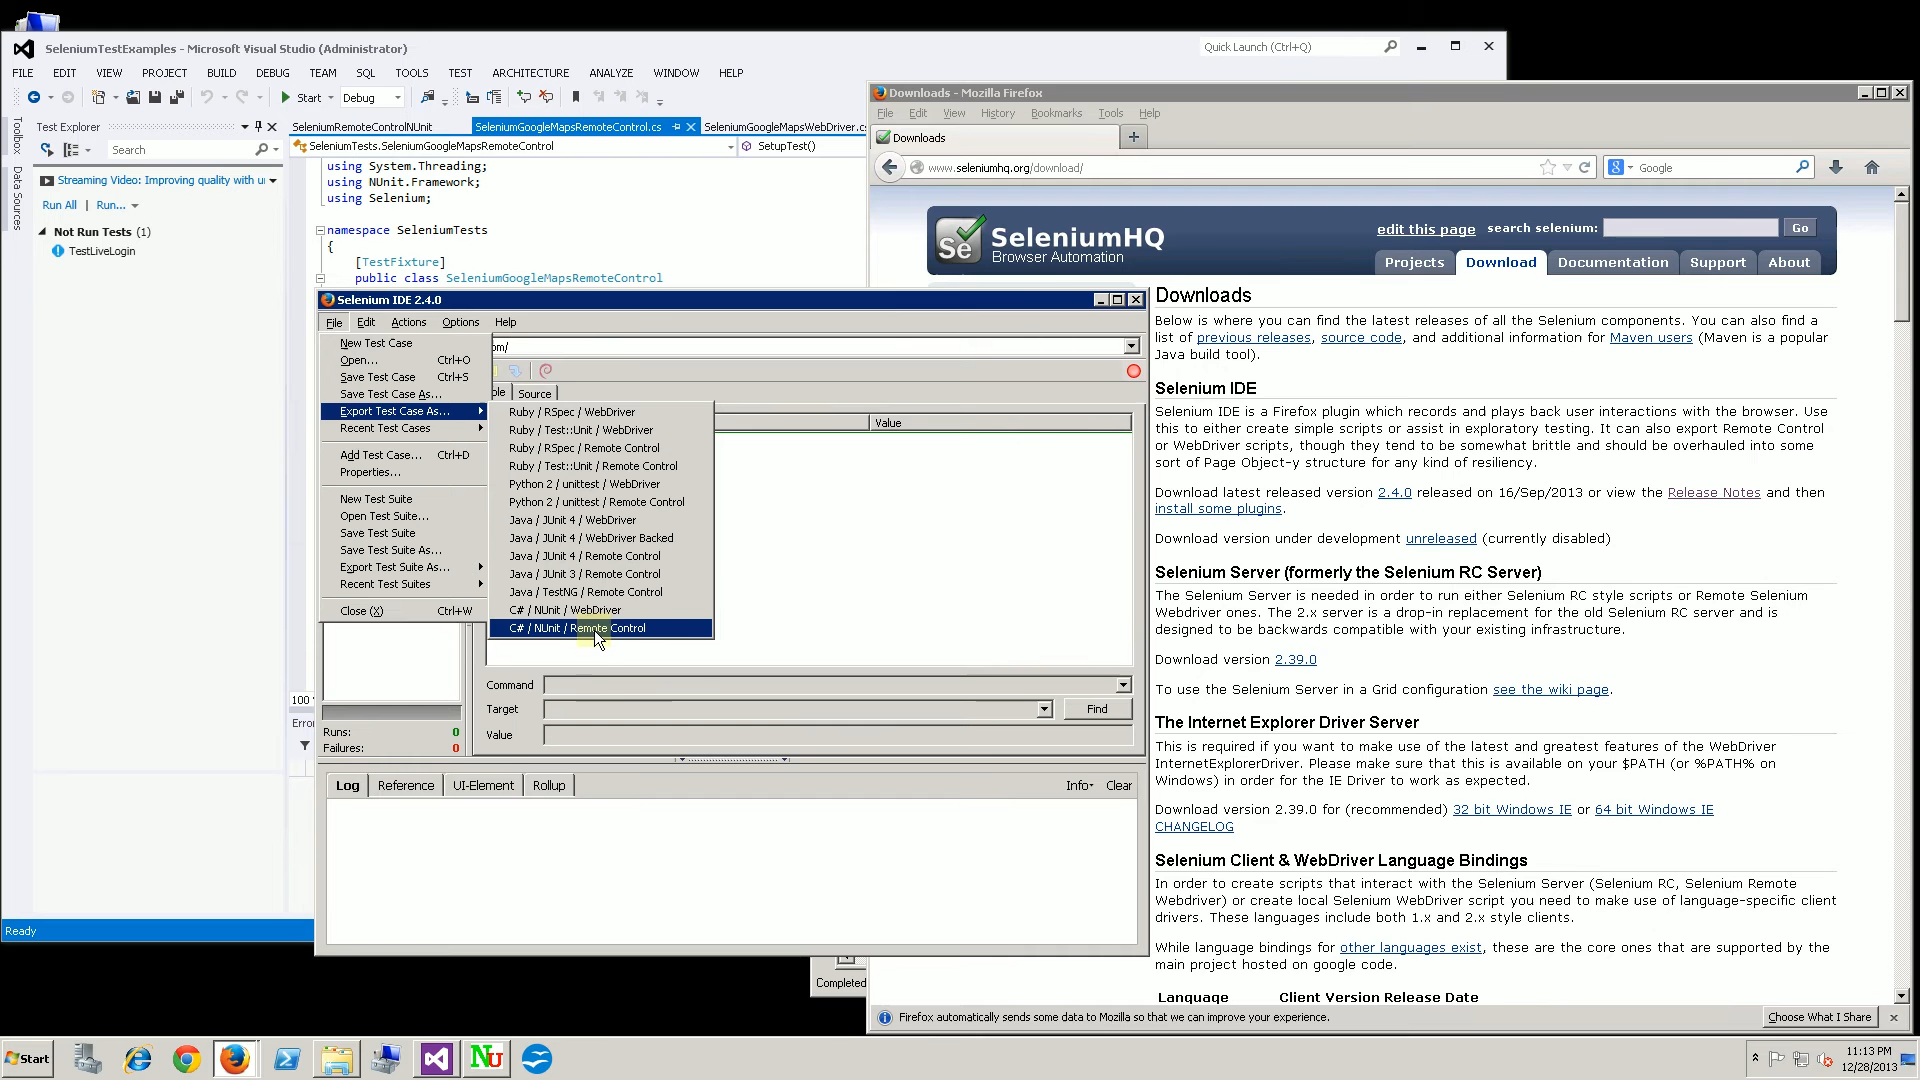 SeleniumTestExamples - Microsoft Visual Studio (Administrator)
Quick Launch (Ctrl+Q)
FILE EDIT VIEW PROJECT BUILD DEBUG TEAM SQL TOOLS TEST ARCHITECTURE ANALYZE WINDOW HELP
Start Debug
Toolbox
Data Sources
Test Explorer
Search
Streaming Video: Improving quality with u
Run All | Run...
Not Run Tests (1)
TestLiveLogin
SeleniumRemoteControlNUnit SeleniumGoogleMapsRemoteControl.cs SeleniumGoogleMapsWebDriver.cs
SeleniumTests.SeleniumGoogleMapsRemoteControl SetupTest()
using System.Threading;
using NUnit.Framework;
using Selenium;
namespace SeleniumTests
{
[TestFixture]
public class SeleniumGoogleMapsRemoteControl
100
Error
Ready
Selenium IDE 2.4.0
File Edit Actions Options Help
om/
ble Source
Value
New Test Case
Open... Ctrl+O
Save Test Case Ctrl+S
Save Test Case As...
Export Test Case As...
Recent Test Cases
Add Test Case... Ctrl+D
Properties...
New Test Suite
Open Test Suite...
Save Test Suite
Save Test Suite As...
Export Test Suite As...
Recent Test Suites
Close (X) Ctrl+W
Ruby / RSpec / WebDriver
Ruby / Test::Unit / WebDriver
Ruby / RSpec / Remote Control
Ruby / Test::Unit / Remote Control
Python 2 / unittest / WebDriver
Python 2 / unittest / Remote Control
Java / JUnit 4 / WebDriver
Java / JUnit 4 / WebDriver Backed
Java / JUnit 4 / Remote Control
Java / JUnit 3 / Remote Control
Java / TestNG / Remote Control
C# / NUnit / WebDriver
C# / NUnit / Remote Control
Command
Target Find
Value
Runs: 0
Failures: 0
Log Reference UI-Element Rollup Info Clear
Completed
Downloads - Mozilla Firefox
File Edit View History Bookmarks Tools Help
Downloads
www.seleniumhq.org/download/
Google
Se SeleniumHQ
Browser Automation
edit this page search selenium: Go
Projects Download Documentation Support About
Downloads
Below is where you can find the latest releases of all the Selenium components. You can also find a
list of previous releases, source code, and additional information for Maven users (Maven is a popular
Java build tool).
Selenium IDE
Selenium IDE is a Firefox plugin which records and plays back user interactions with the browser. Use
this to either create simple scripts or assist in exploratory testing. It can also export Remote Control
or WebDriver scripts, though they tend to be somewhat brittle and should be overhauled into some
sort of Page Object-y structure for any kind of resiliency.
Download latest released version 2.4.0 released on 16/Sep/2013 or view the Release Notes and then
install some plugins.
Download version under development unreleased (currently disabled)
Selenium Server (formerly the Selenium RC Server)
The Selenium Server is needed in order to run either Selenium RC style scripts or Remote Selenium
Webdriver ones. The 2.x server is a drop-in replacement for the old Selenium RC server and is
designed to be backwards compatible with your existing infrastructure.
Download version 2.39.0
To use the Selenium Server in a Grid configuration see the wiki page.
The Internet Explorer Driver Server
This is required if you want to make use of the latest and greatest features of the WebDriver
InternetExplorerDriver. Please make sure that this is available on your $PATH (or %PATH% on
Windows) in order for the IE Driver to work as expected.
Download version 2.39.0 for (recommended) 32 bit Windows IE or 64 bit Windows IE
CHANGELOG
Selenium Client & WebDriver Language Bindings
In order to create scripts that interact with the Selenium Server (Selenium RC, Selenium Remote
Webdriver) or create local Selenium WebDriver script you need to make use of language-specific client
drivers. These languages include both 1.x and 2.x style clients.
While language bindings for other languages exist, these are the core ones that are supported by the
main project hosted on google code.
Language Client Version Release Date
Firefox automatically sends some data to Mozilla so that we can improve your experience. Choose What I Share
Start
Nu
11:13 PM
12/28/2013